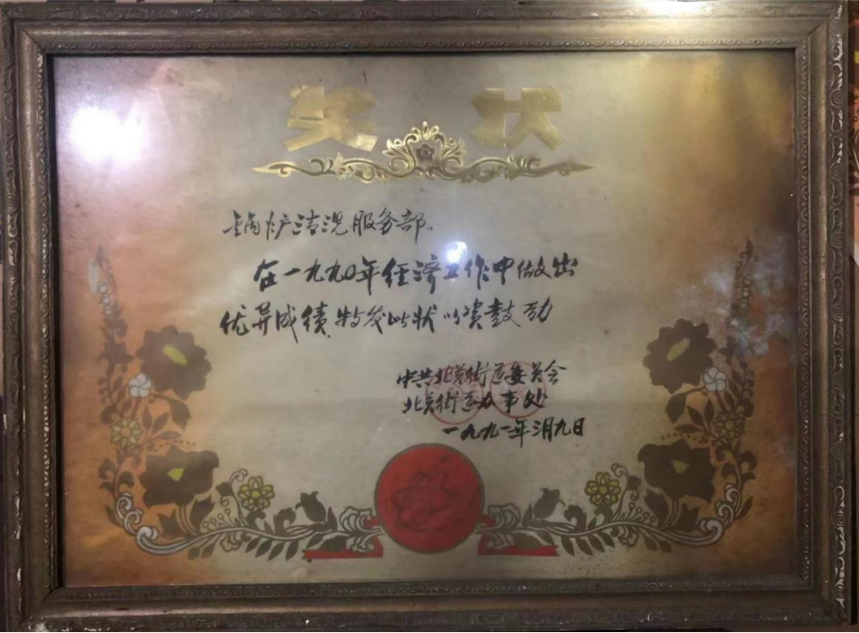 奖 状
锅炉清洗服务部.
在一九九〇年经济工作中做出
优异成绩,特发此状以资鼓励
中共北关街道委员会
北关街道办事处
一九九一年三月九日